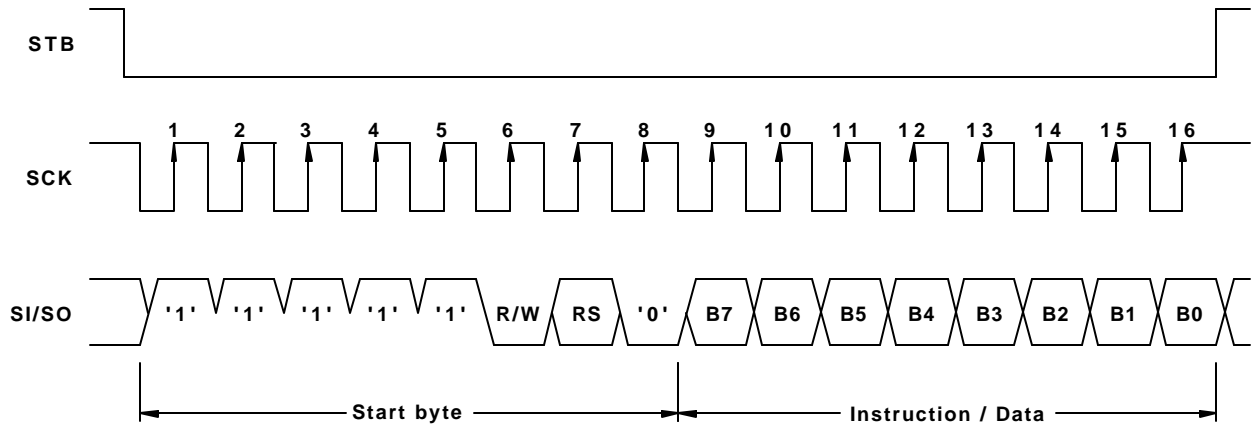 STB
1 2 3 4 5 6 7 8 9 10 11 12 13 14 15 16
SCK
SI/SO '1' '1' '1' '1' '1' R/W RS '0' B7 B6 B5 B4 B3 B2 B1 B0
Start byte Instruction / Data